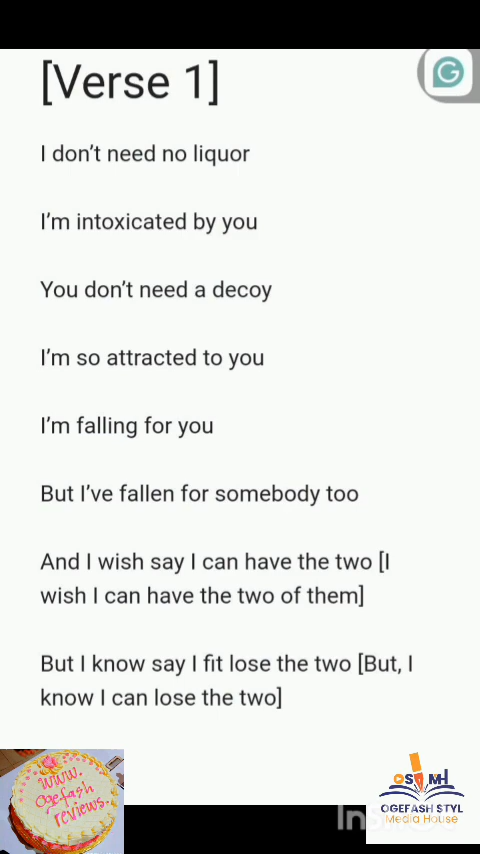 [Verse 1]
I don't need no liquor
I'm intoxicated by you
You don't need a decoy
I'm so attracted to you
I'm falling for you
But I've fallen for somebody too
And I wish say I can have the two [I
wish I can have the two of them]
But I know say I fit lose the two [But, I
know I can lose the two]
www.
Ogefash
reviews.
OSMH
OGEFASH STYL
Media House